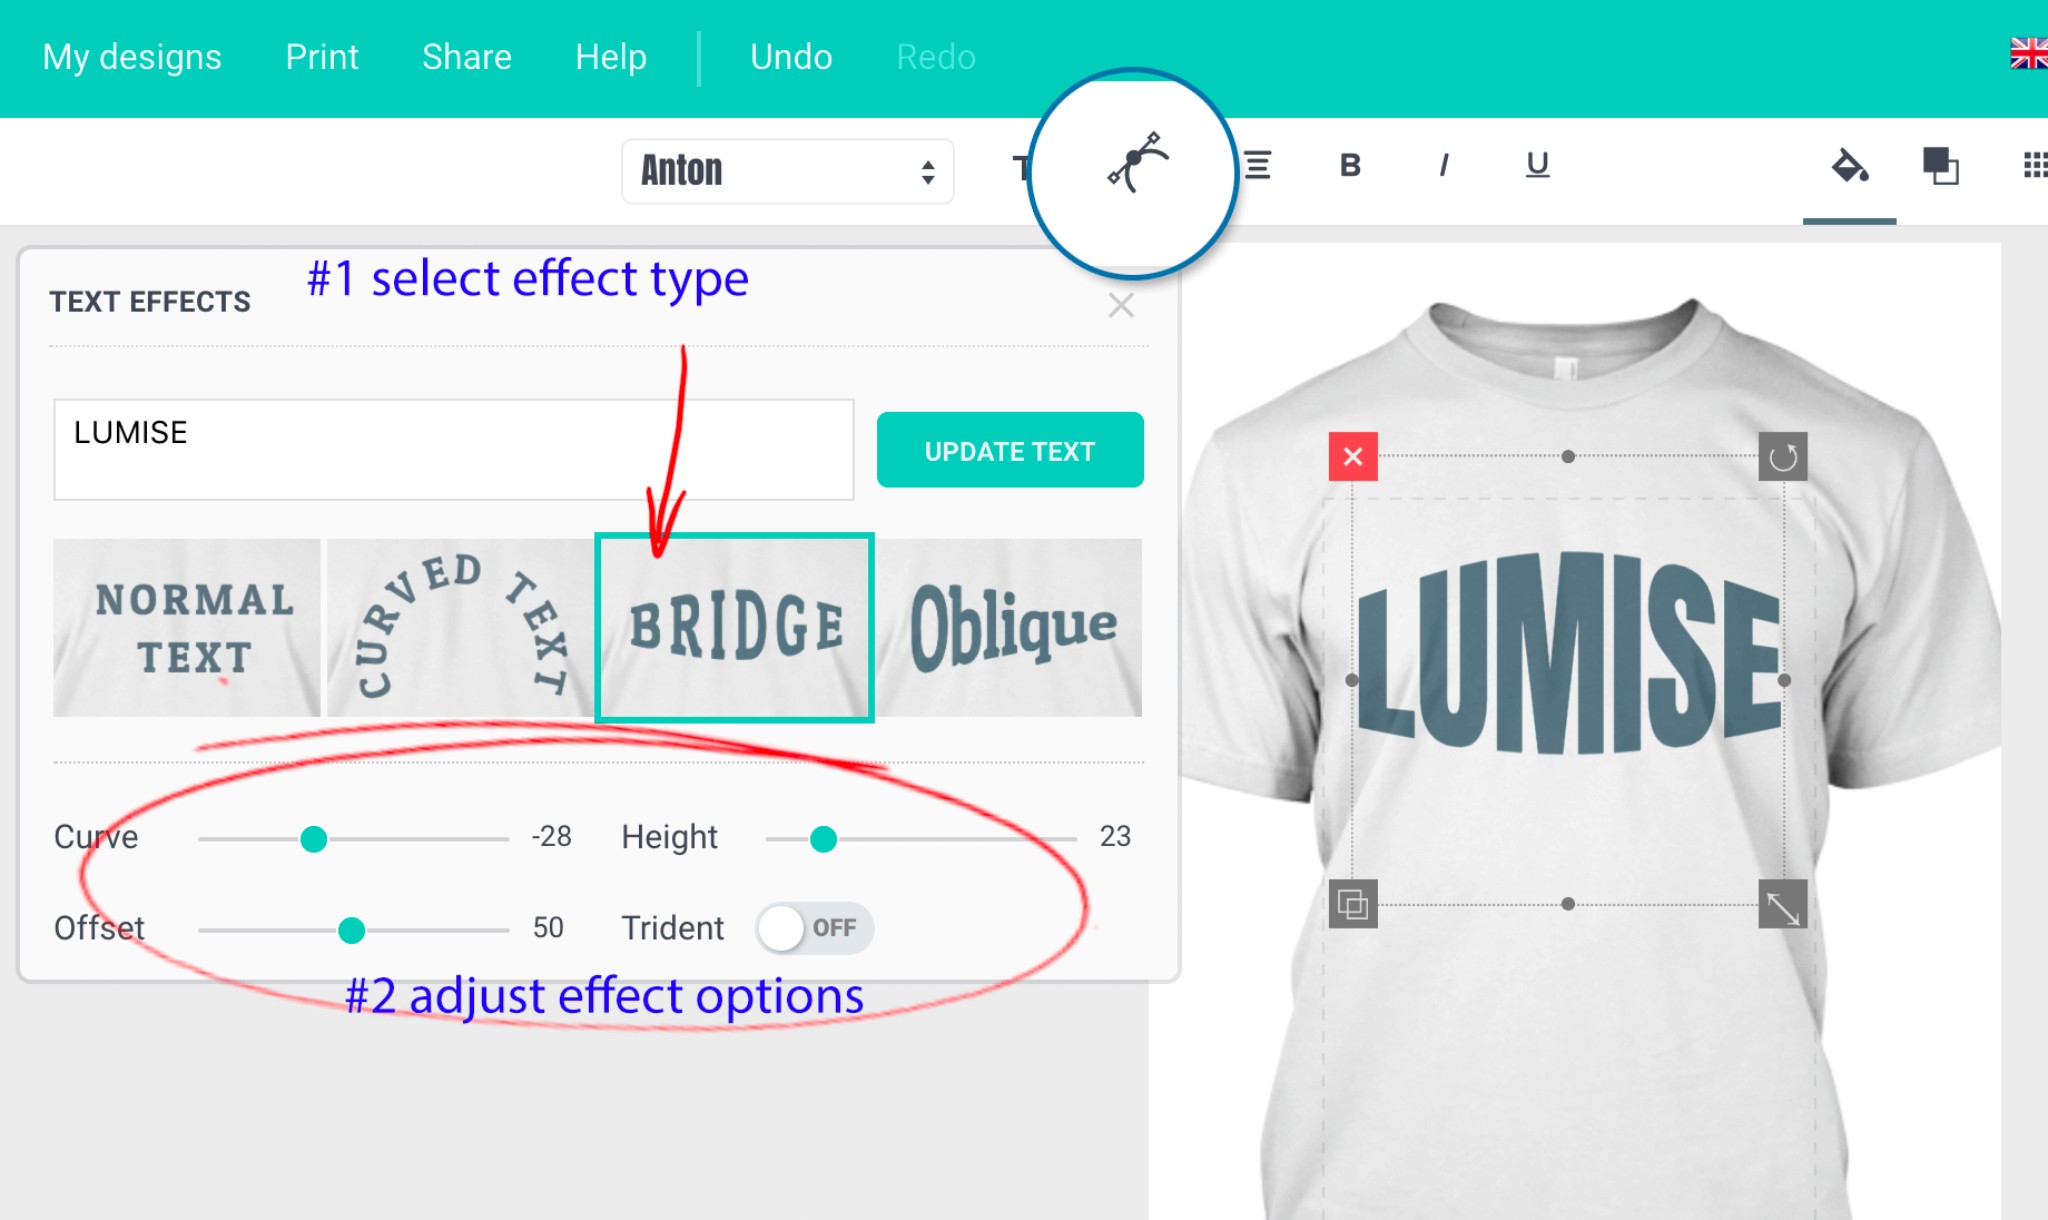 My designs Print Share Help Undo Redo
Anton
B I U
#1 select effect type
TEXT EFFECTS
LUMISE
UPDATE TEXT
NORMAL
TEXT
CURVED TEXT
BRIDGE
Oblique
LUMISE
Curve -28 Height 23
Offset 50 Trident OFF
#2 adjust effect options